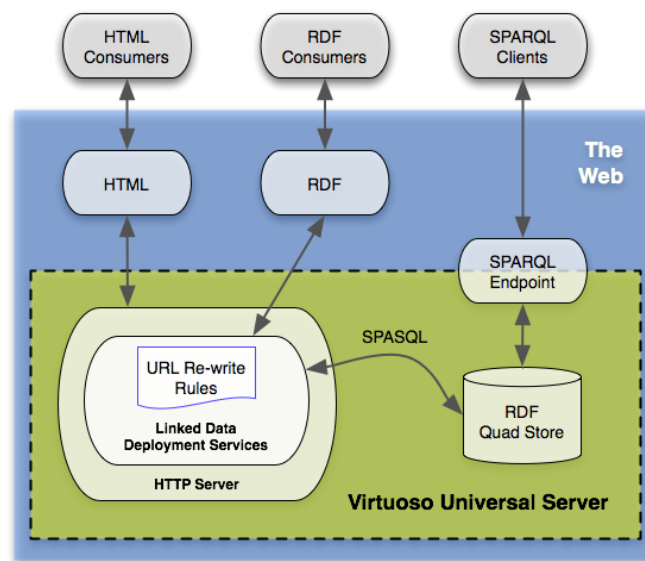 HTML
Consumers
RDF
Consumers
SPARQL
Clients
The
Web
HTML
RDF
SPARQL
Endpoint
SPASQL
URL Re-write
Rules
Linked Data
Deployment Services
HTTP Server
RDF
Quad Store
Virtuoso Universal Server